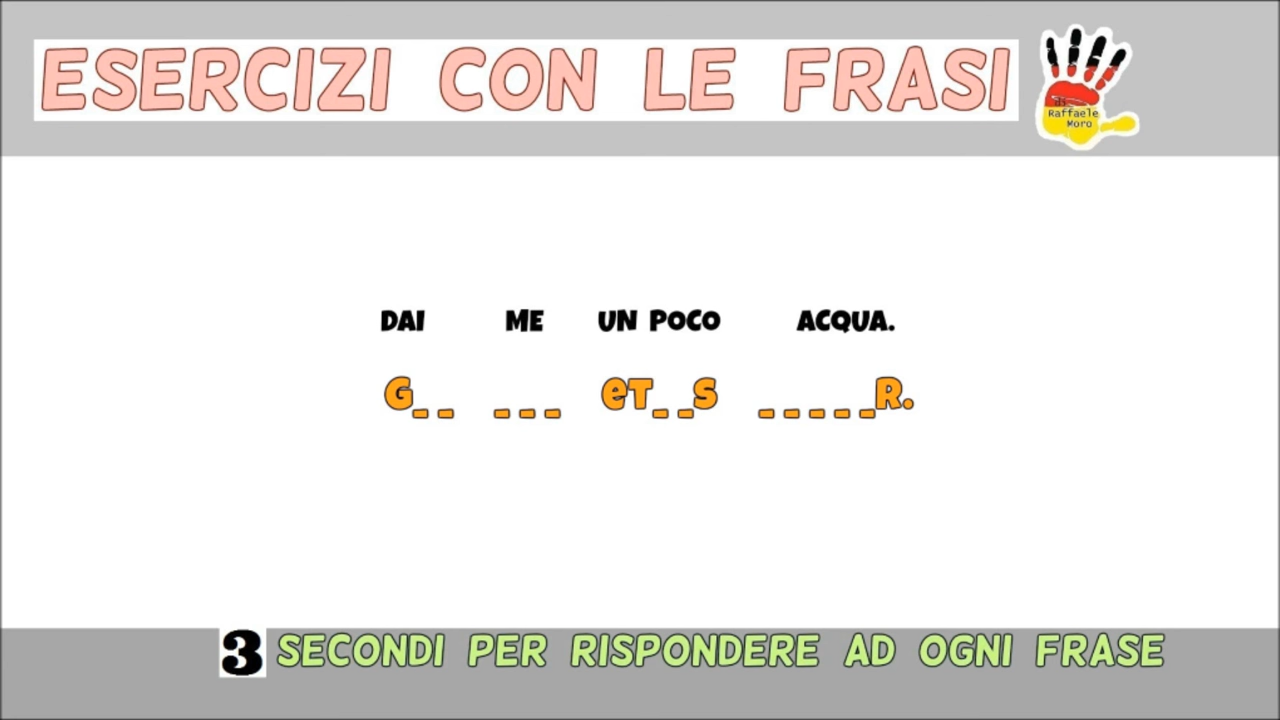 ESERCIZI CON LE FRASI
di
Raffaele
Moro
DAI ME UN POCO ACQUA.
G_ _ _ _ _ eT_ _S _ _ _ _ _R.
3 SECONDI PER RISPONDERE AD OGNI FRASE